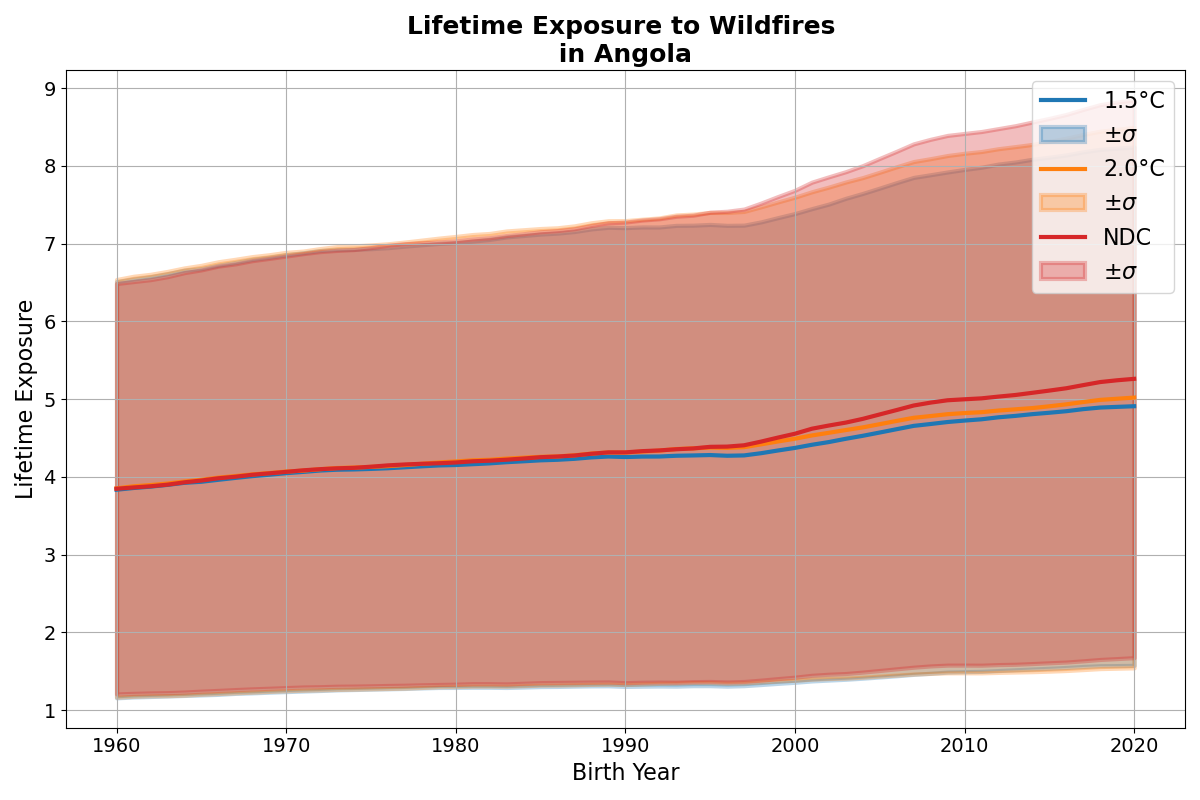 Lifetime Exposure to Wildfires
in Angola
Lifetime Exposure
9
8
7
6
5
4
3
2
1
1.5°C
±σ
2.0°C
±σ
NDC
±σ
1960
1970
1980
1990
2000
2010
2020
Birth Year